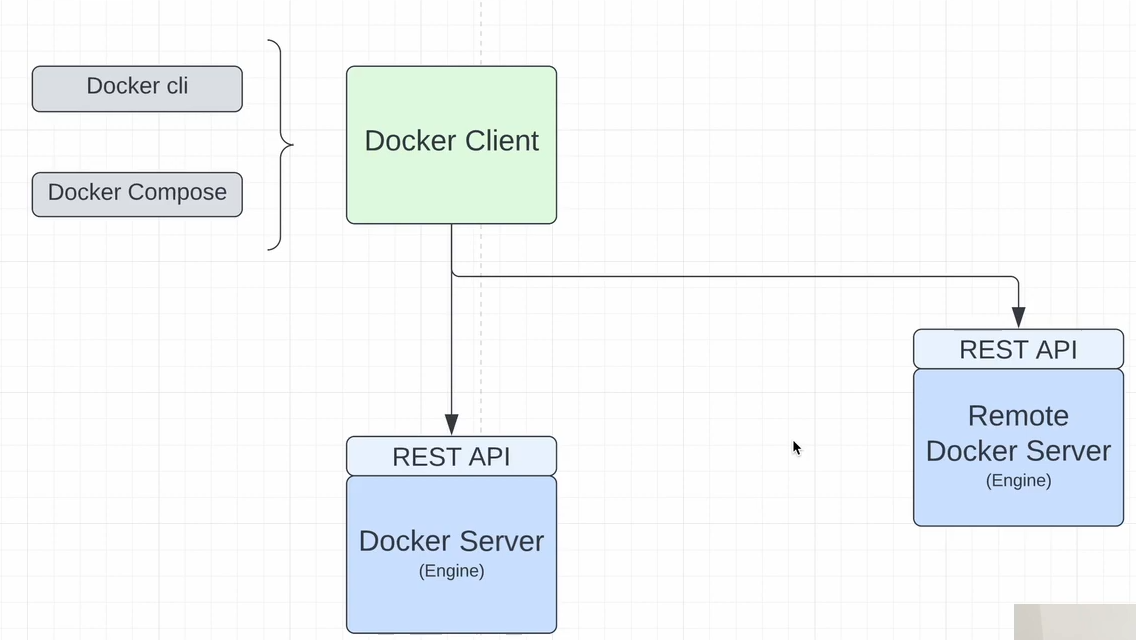 Docker cli
Docker Compose
Docker Client
REST API
Docker Server
(Engine)
REST API
Remote
Docker Server
(Engine)